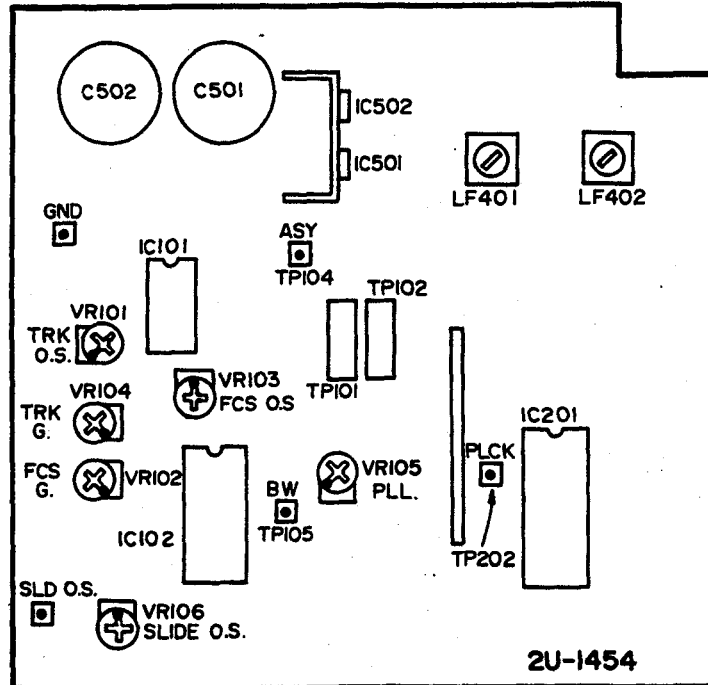 C502
C501
IC502
IC501
LF401
LF402
GND
IC101
ASY
TP104
TP102
VR101
TRK
O.S.
TP101
VR103
FCS O.S
VR104
TRK
G.
IC201
FCS
G.
VR102
BW
TP105
VR105
PLL.
PLCK
IC102
TP202
SLD O.S.
VR106
SLIDE O.S.
2U-1454